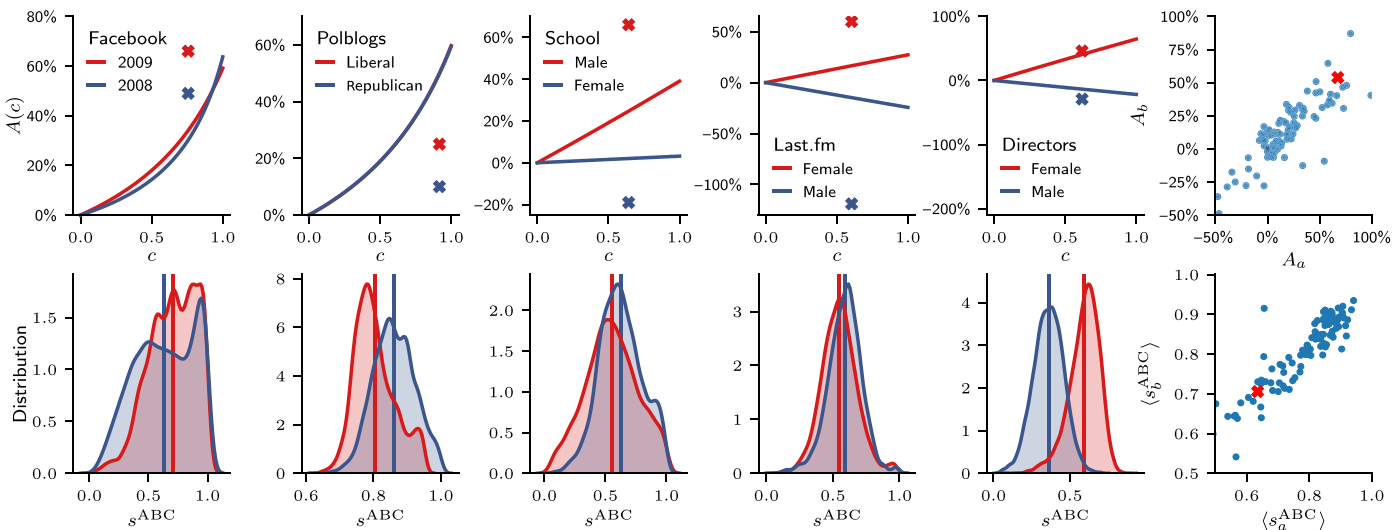 80%
60%
40%
20%
0%
A(c)
Facebook
2009
2008
0.0 0.5 1.0
c
60%
40%
20%
0%
Polblogs
Liberal
Republican
0.0 0.5 1.0
c
60%
40%
20%
0%
−20%
School
Male
Female
0.0 0.5 1.0
c
50%
0%
−50%
−100%
Last.fm
Female
Male
0.0 0.5 1.0
c
100%
0%
−100%
−200%
Directors
Female
Male
0.0 0.5 1.0
c
100%
75%
50%
25%
0%
−25%
−50%
A_b
−50% 0% 50% 100%
A_a
1.5
1.0
0.5
0.0
Distribution
0.0 0.5 1.0
s^ABC
8
6
4
2
0
0.6 0.8 1.0
s^ABC
2.0
1.5
1.0
0.5
0.0
0.0 0.5 1.0
s^ABC
3
2
1
0
0.0 0.5 1.0
s^ABC
4
3
2
1
0
0.0 0.5 1.0
s^ABC
1.0
0.9
0.8
0.7
0.6
0.5
⟨s_b^ABC⟩
0.6 0.8 1.0
⟨s_a^ABC⟩